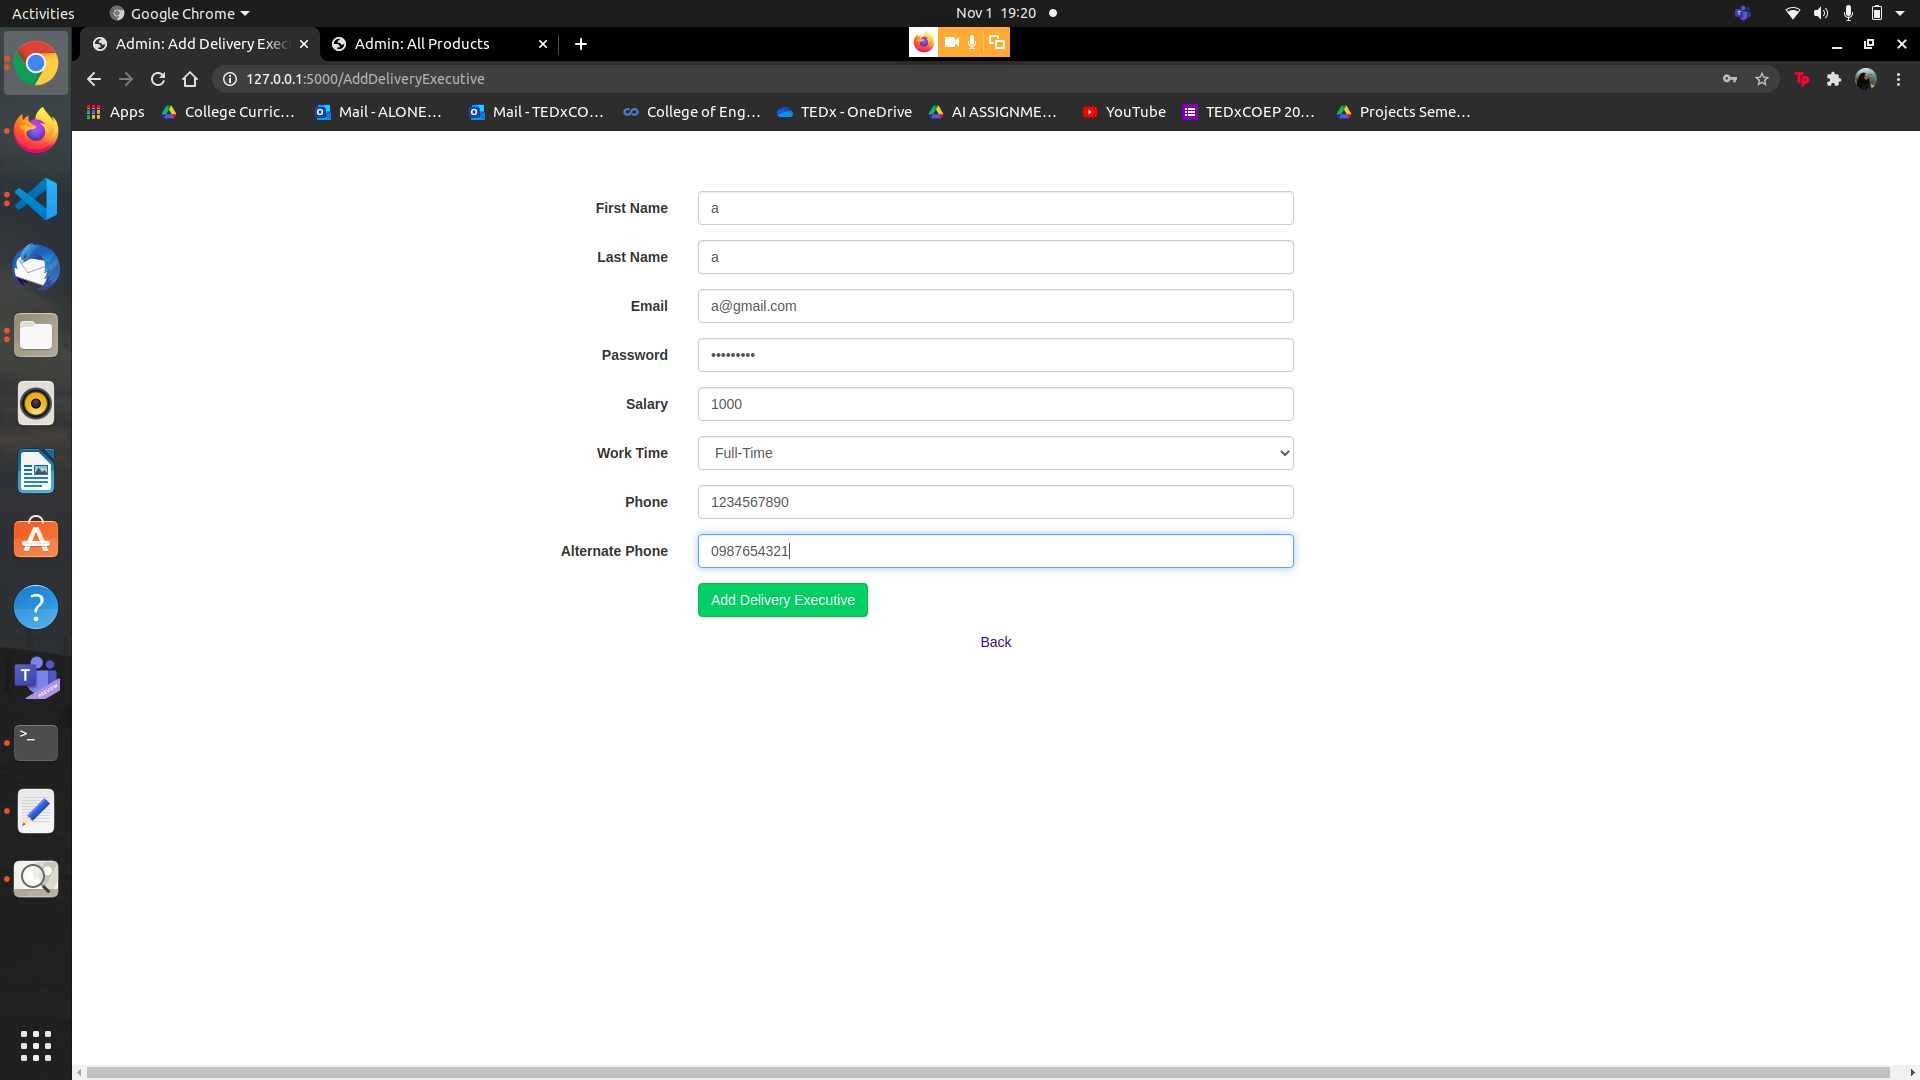 Activities
Google Chrome
Nov 1 19:20
Admin: Add Delivery Exec
Admin: All Products
127.0.0.1:5000/AddDeliveryExecutive
Tp
Apps
College Curric...
Mail - ALONE...
Mail - TEDxCO...
College of Eng...
TEDx - OneDrive
AI ASSIGNME...
YouTube
TEDxCOEP 20...
Projects Seme...
First Name
a
Last Name
a
Email
a@gmail.com
Password
•••••••••
Salary
1000
Work Time
Full-Time
Phone
1234567890
Alternate Phone
0987654321
Add Delivery Executive
Back